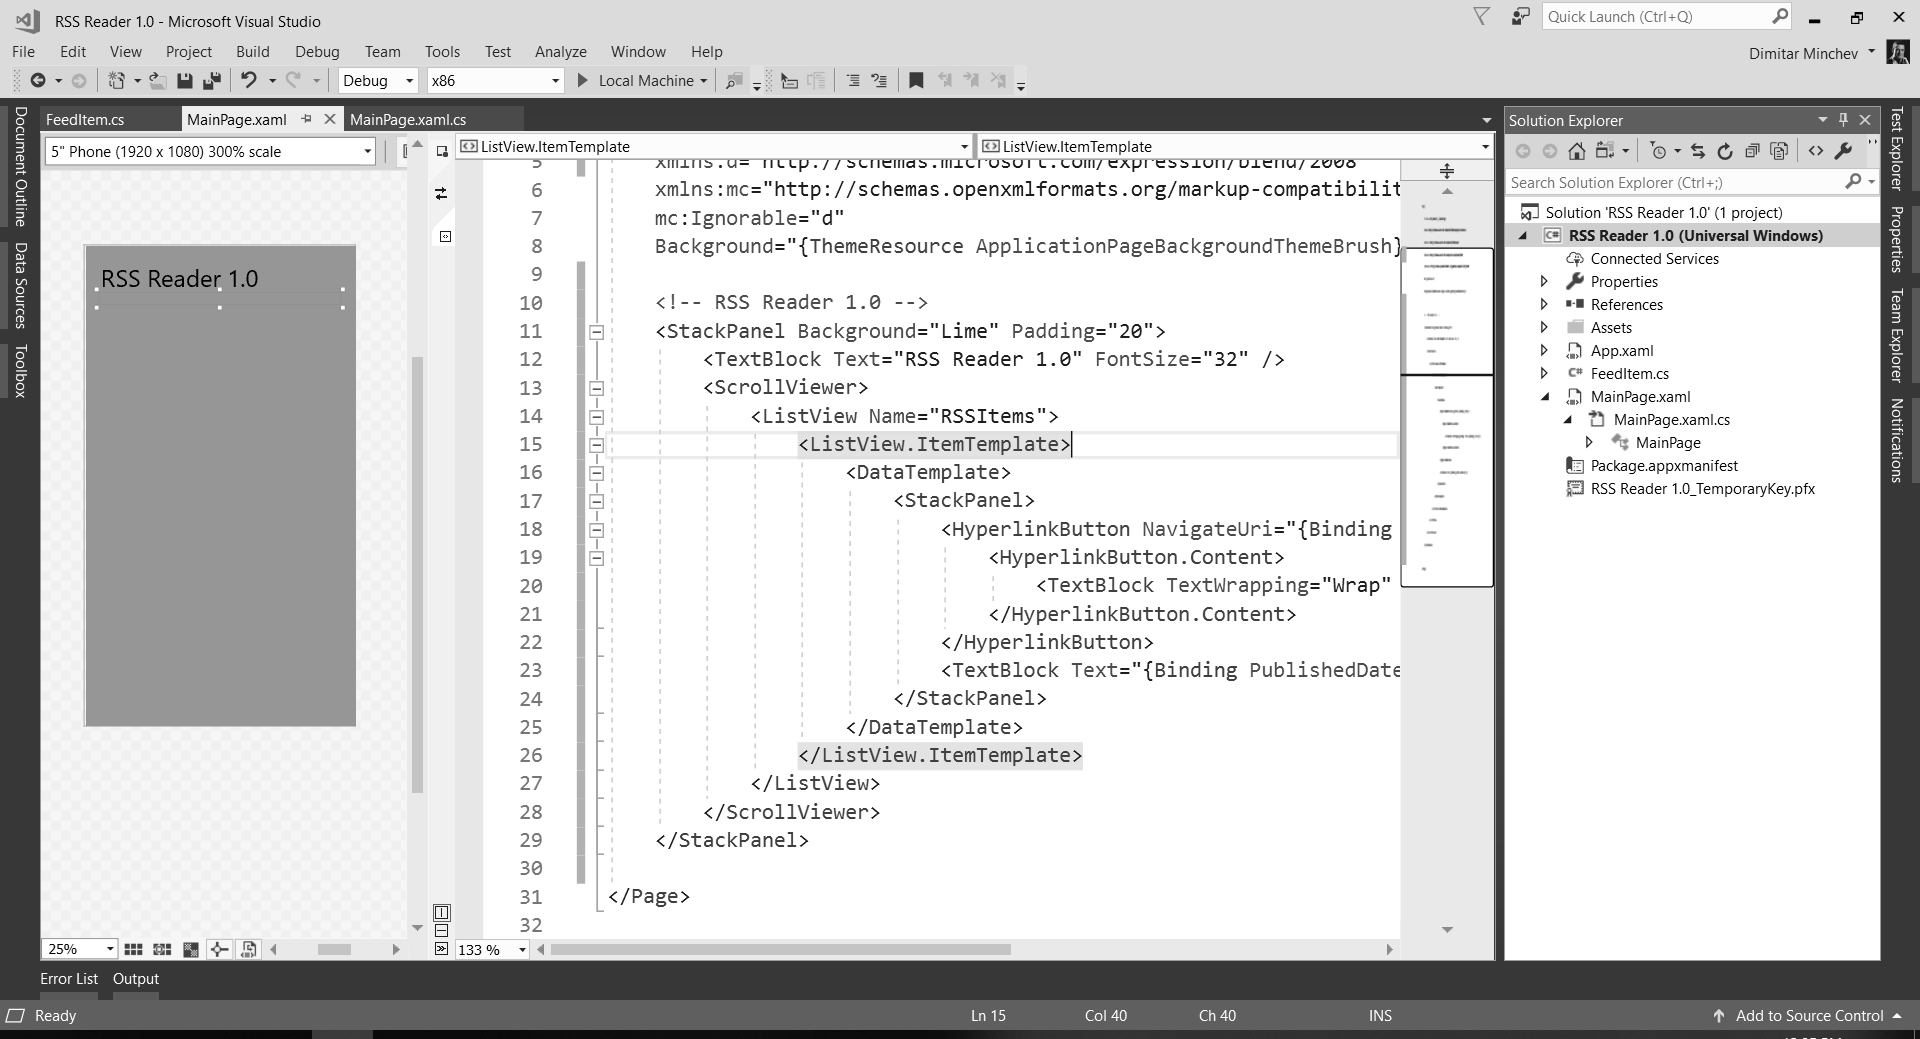 RSS Reader 1.0 - Microsoft Visual Studio
Quick Launch (Ctrl+Q)
File Edit View Project Build Debug Team Tools Test Analyze Window Help
Dimitar Minchev
Debug x86 Local Machine
FeedItem.cs MainPage.xaml MainPage.xaml.cs
5" Phone (1920 x 1080) 300% scale
Document Outline
Data Sources
Toolbox
RSS Reader 1.0
ListView.ItemTemplate ListView.ItemTemplate
5 xmlns:d="http://schemas.microsoft.com/expression/blend/2008"
6 xmlns:mc="http://schemas.openxmlformats.org/markup-compatibilit
7 mc:Ignorable="d"
8 Background="{ThemeResource ApplicationPageBackgroundThemeBrush}
9
10 <!-- RSS Reader 1.0 -->
11 <StackPanel Background="Lime" Padding="20">
12 <TextBlock Text="RSS Reader 1.0" FontSize="32" />
13 <ScrollViewer>
14 <ListView Name="RSSItems">
15 <ListView.ItemTemplate>
16 <DataTemplate>
17 <StackPanel>
18 <HyperlinkButton NavigateUri="{Binding
19 <HyperlinkButton.Content>
20 <TextBlock TextWrapping="Wrap"
21 </HyperlinkButton.Content>
22 </HyperlinkButton>
23 <TextBlock Text="{Binding PublishedDate
24 </StackPanel>
25 </DataTemplate>
26 </ListView.ItemTemplate>
27 </ListView>
28 </ScrollViewer>
29 </StackPanel>
30
31 </Page>
32
25%
133 %
Solution Explorer
Search Solution Explorer (Ctrl+;)
Solution 'RSS Reader 1.0' (1 project)
RSS Reader 1.0 (Universal Windows)
Connected Services
Properties
References
Assets
App.xaml
FeedItem.cs
MainPage.xaml
MainPage.xaml.cs
MainPage
Package.appxmanifest
RSS Reader 1.0_TemporaryKey.pfx
Test Explorer
Properties
Team Explorer
Notifications
Error List Output
Ready Ln 15 Col 40 Ch 40 INS Add to Source Control